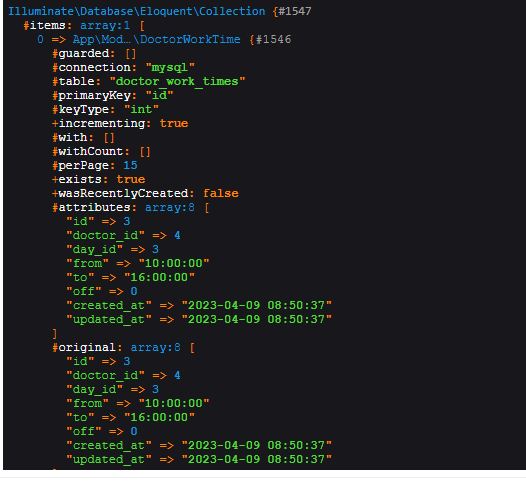 Illuminate\Database\Eloquent\Collection {#1547
#items: array:1 [
0 => App\Mod…\DoctorWorkTime {#1546
#guarded: []
#connection: "mysql"
#table: "doctor_work_times"
#primaryKey: "id"
#keyType: "int"
+incrementing: true
#with: []
#withCount: []
#perPage: 15
+exists: true
+wasRecentlyCreated: false
#attributes: array:8 [
"id" => 3
"doctor_id" => 4
"day_id" => 3
"from" => "10:00:00"
"to" => "16:00:00"
"off" => 0
"created_at" => "2023-04-09 08:50:37"
"updated_at" => "2023-04-09 08:50:37"
]
#original: array:8 [
"id" => 3
"doctor_id" => 4
"day_id" => 3
"from" => "10:00:00"
"to" => "16:00:00"
"off" => 0
"created_at" => "2023-04-09 08:50:37"
"updated_at" => "2023-04-09 08:50:37"